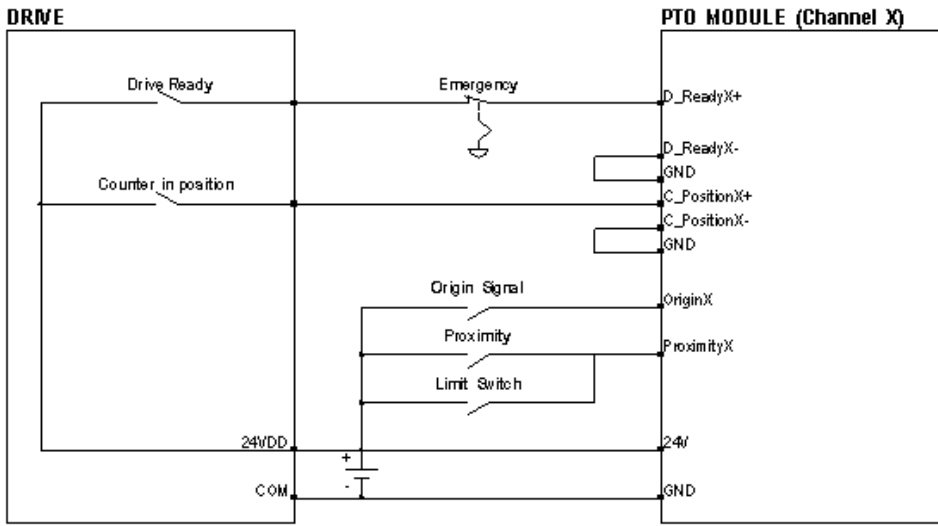 DRIVE
PTO MODULE (Channel X)
Drive Ready
Emergency
D_ReadyX+
D_ReadyX-
GND
Counter in position
C_PositionX+
C_PositionX-
GND
Origin Signal
OriginX
Proximity
ProximityX
Limit Switch
24VDD
+
24V
-
COM
GND